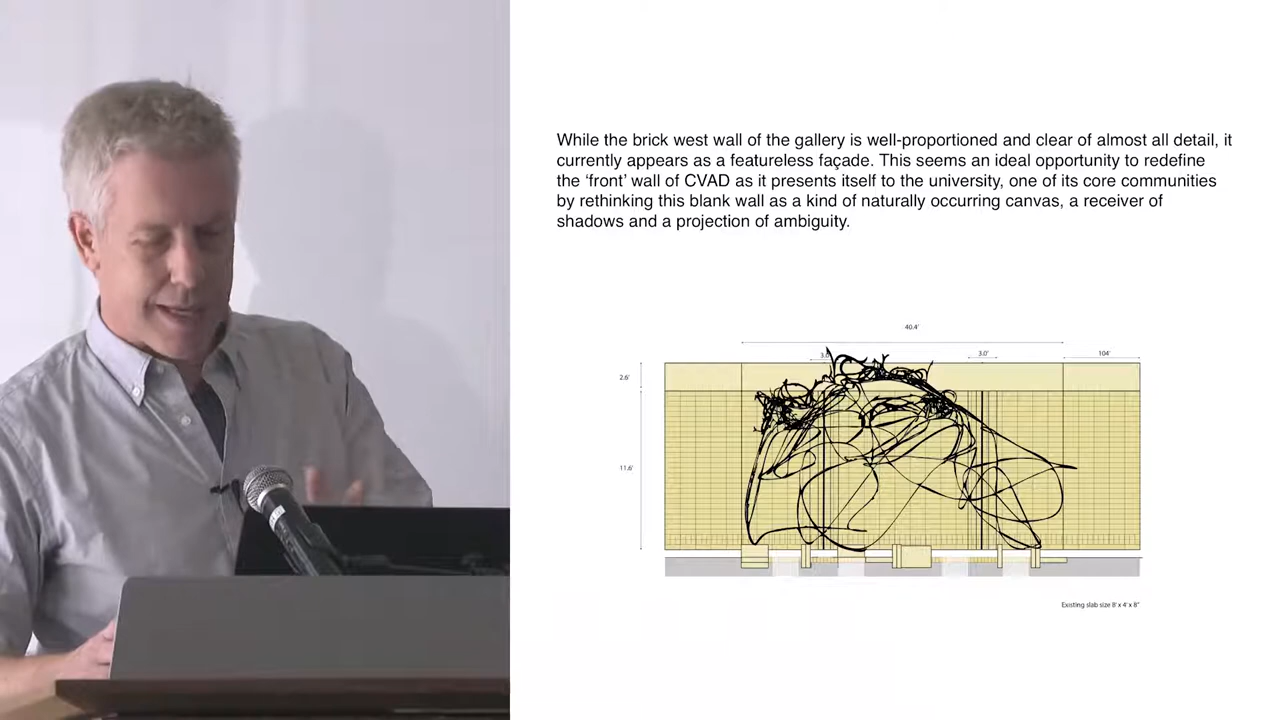 While the brick west wall of the gallery is well-proportioned and clear of almost all detail, it
currently appears as a featureless façade. This seems an ideal opportunity to redefine
the ‘front’ wall of CVAD as it presents itself to the university, one of its core communities
by rethinking this blank wall as a kind of naturally occurring canvas, a receiver of
shadows and a projection of ambiguity.
40.4'
3.0'
104'
2.6'
11.6'
Existing slab size 8' x 4' x 8"